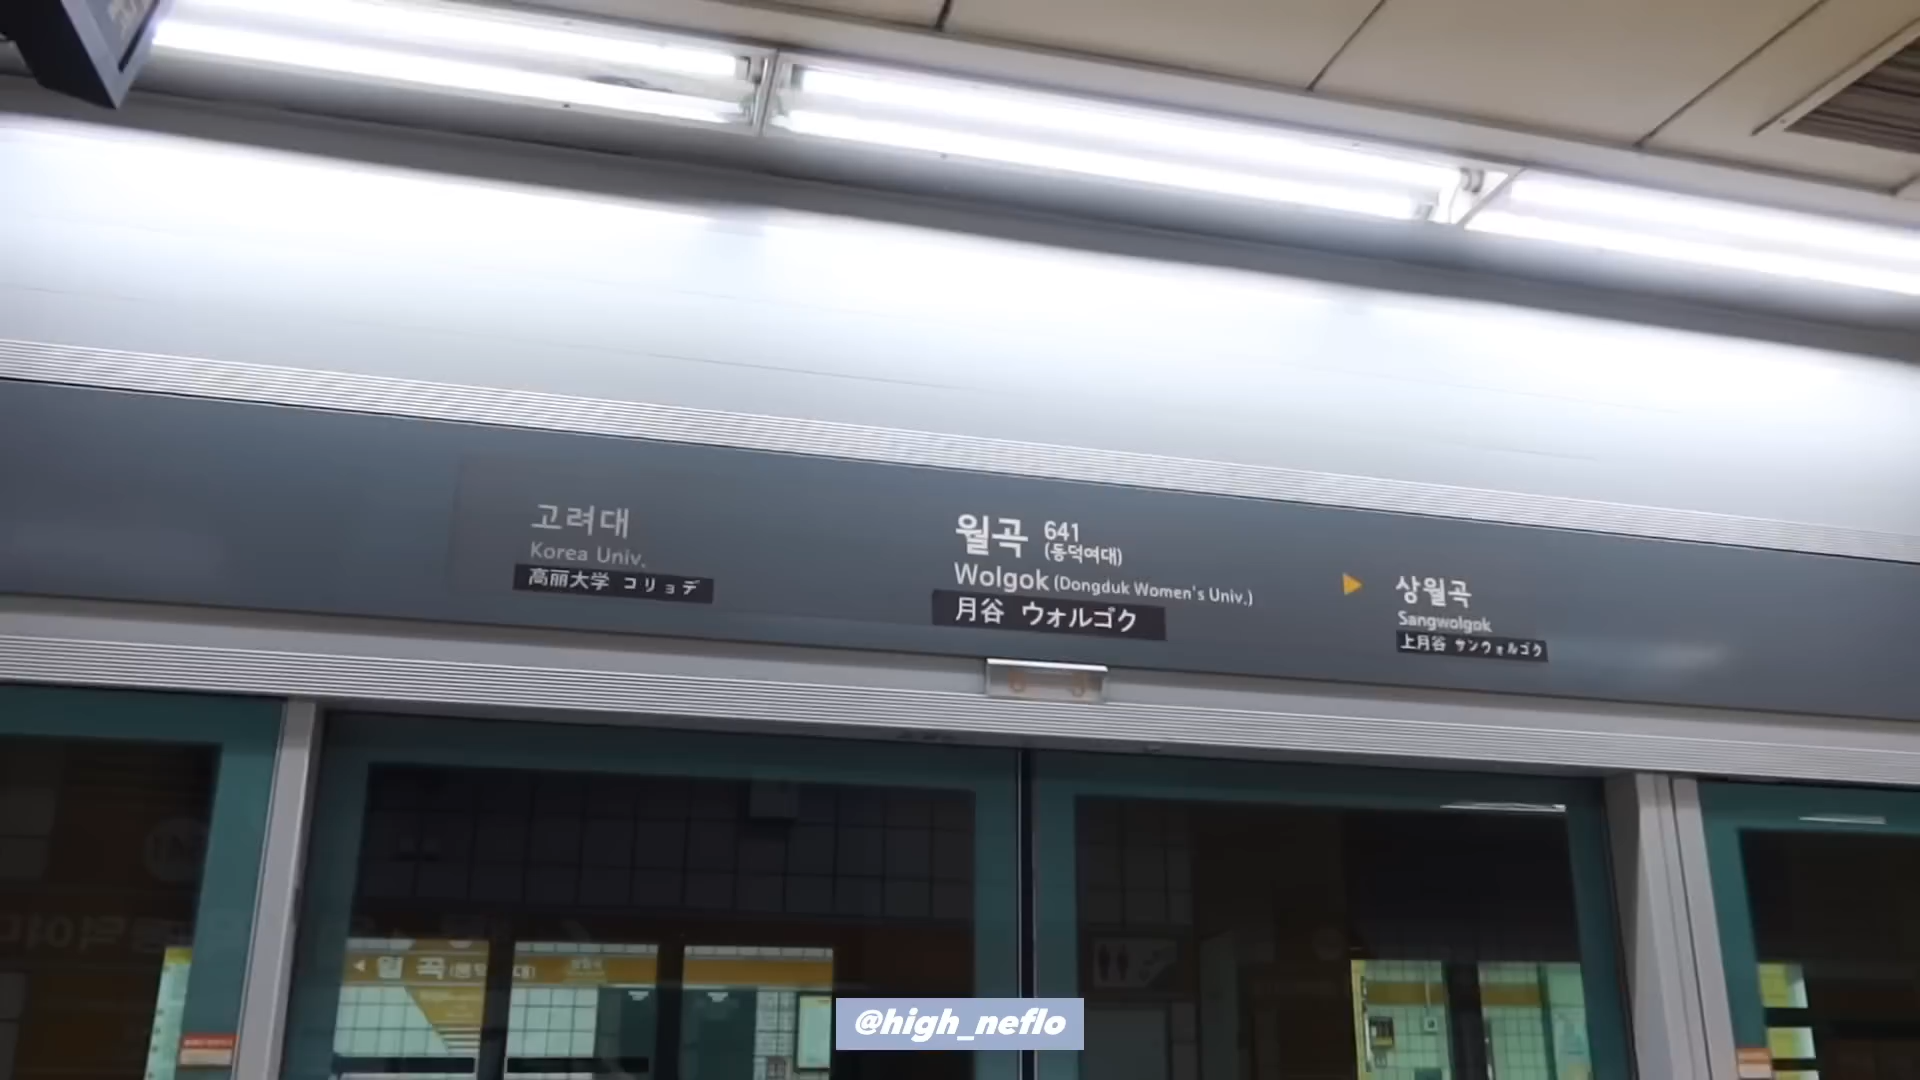 고려대
Korea Univ.
高丽大学 コリョデ
월곡 641
(동덕여대)
Wolgok (Dongduk Women's Univ.)
月谷 ウォルゴク
상월곡
Sangwolgok
上月谷 サンウォルゴク
월곡
@high_neflo